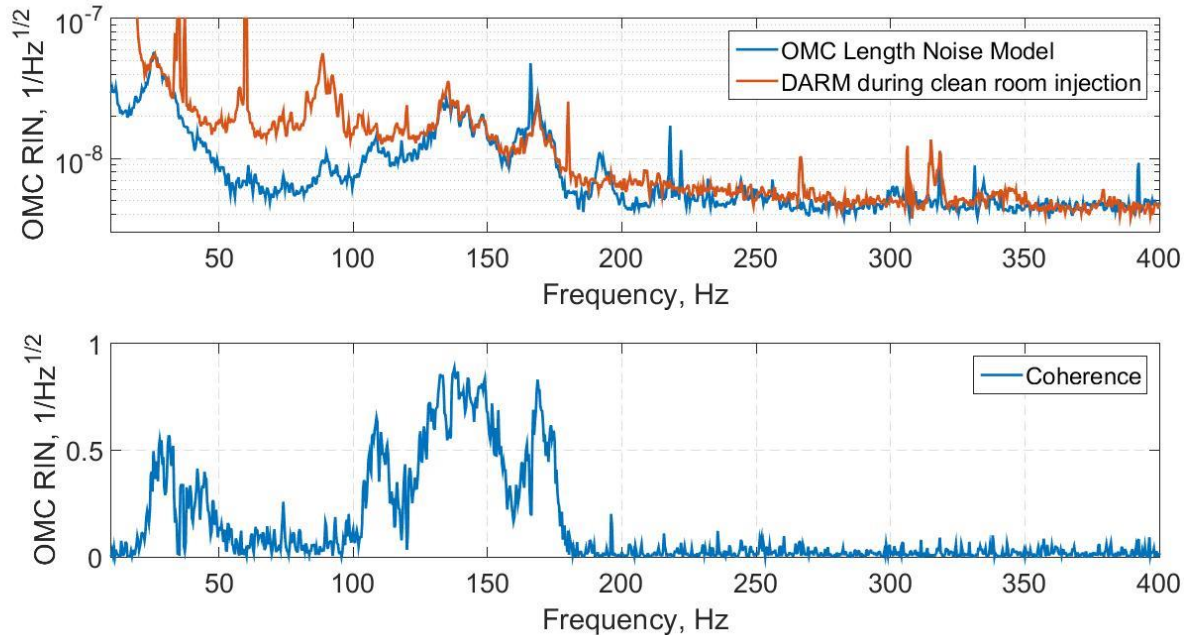 10^-7
10^-8
OMC RIN, 1/Hz^1/2
OMC Length Noise Model
DARM during clean room injection
50 100 150 200 250 300 350 400
Frequency, Hz
1
0.5
0
OMC RIN, 1/Hz^1/2
Coherence
50 100 150 200 250 300 350 400
Frequency, Hz